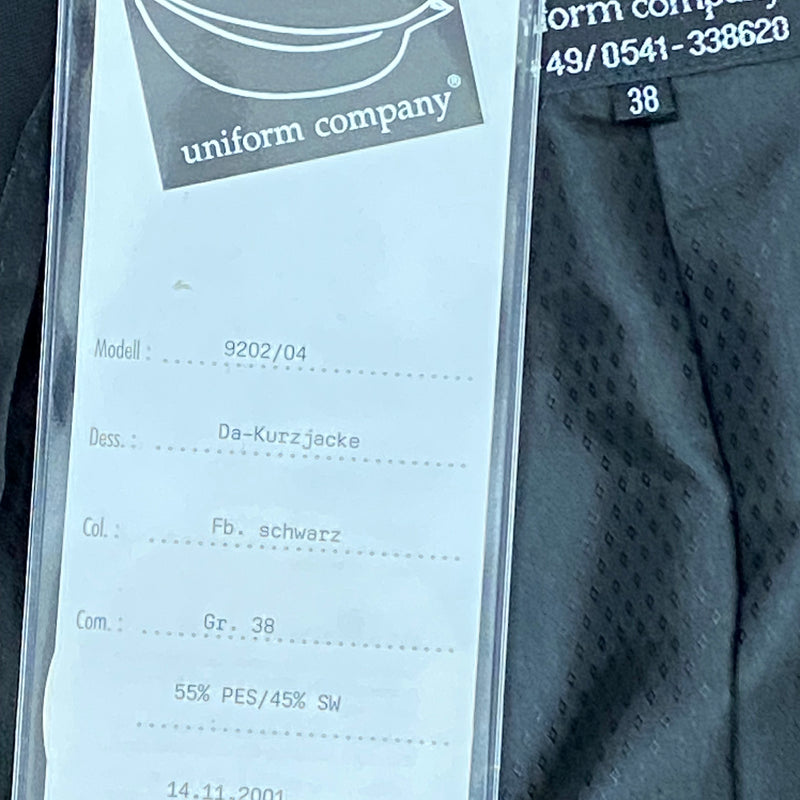 uniform company®
Modell : 9202/04
Dess. : Da-Kurzjacke
Col. : Fb. schwarz
Com. : Gr. 38
55% PES/45% SW
14.11.2001
49/0541-338620
38